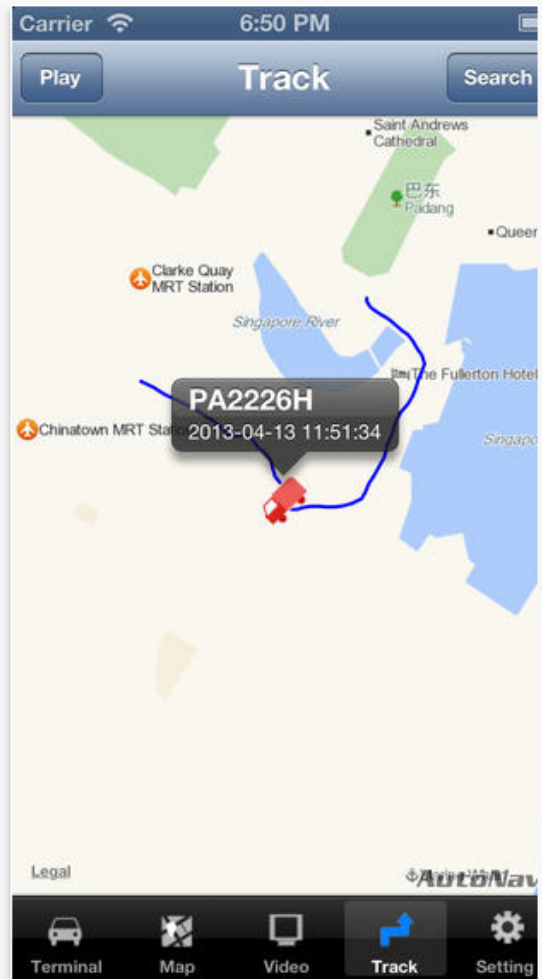 Carrier 6:50 PM
Play Track Search
Saint Andrews
Cathedral
巴东
Padang
Queen
Clarke Quay
MRT Station
Singapore River
The Fullerton Hotel
PA2226H
2013-04-13 11:51:34
Chinatown MRT Stat
Singapo
Legal
AutoNav
Terminal Map Video Track Setting